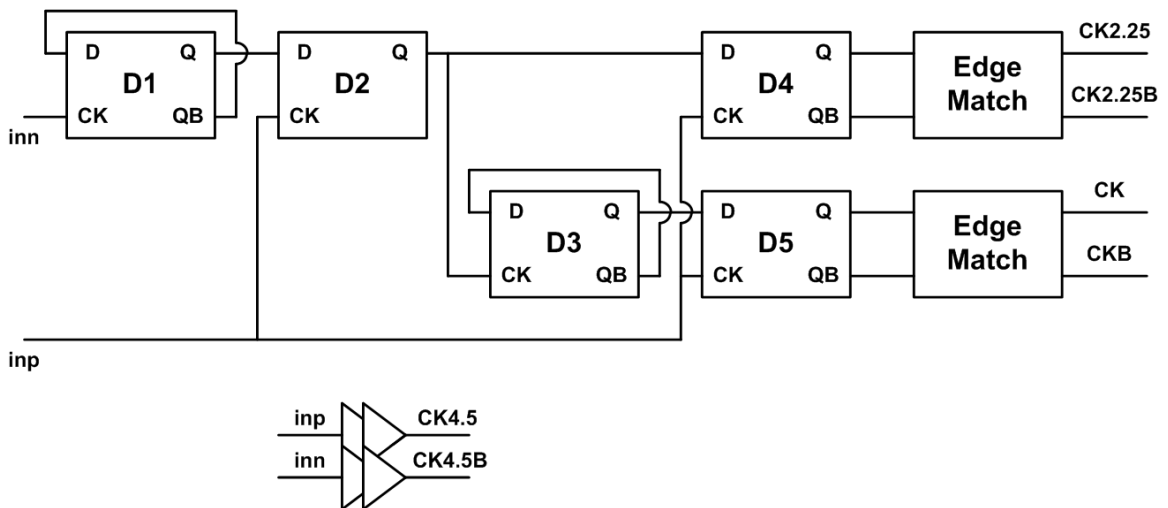 D Q D Q D Q Edge Match CK2.25
D1 D2 D4
CK QB CK CK QB CK2.25B
inn
D Q D Q Edge Match CK
D3 D5
CK QB CK QB CKB
inp
inp CK4.5
inn CK4.5B